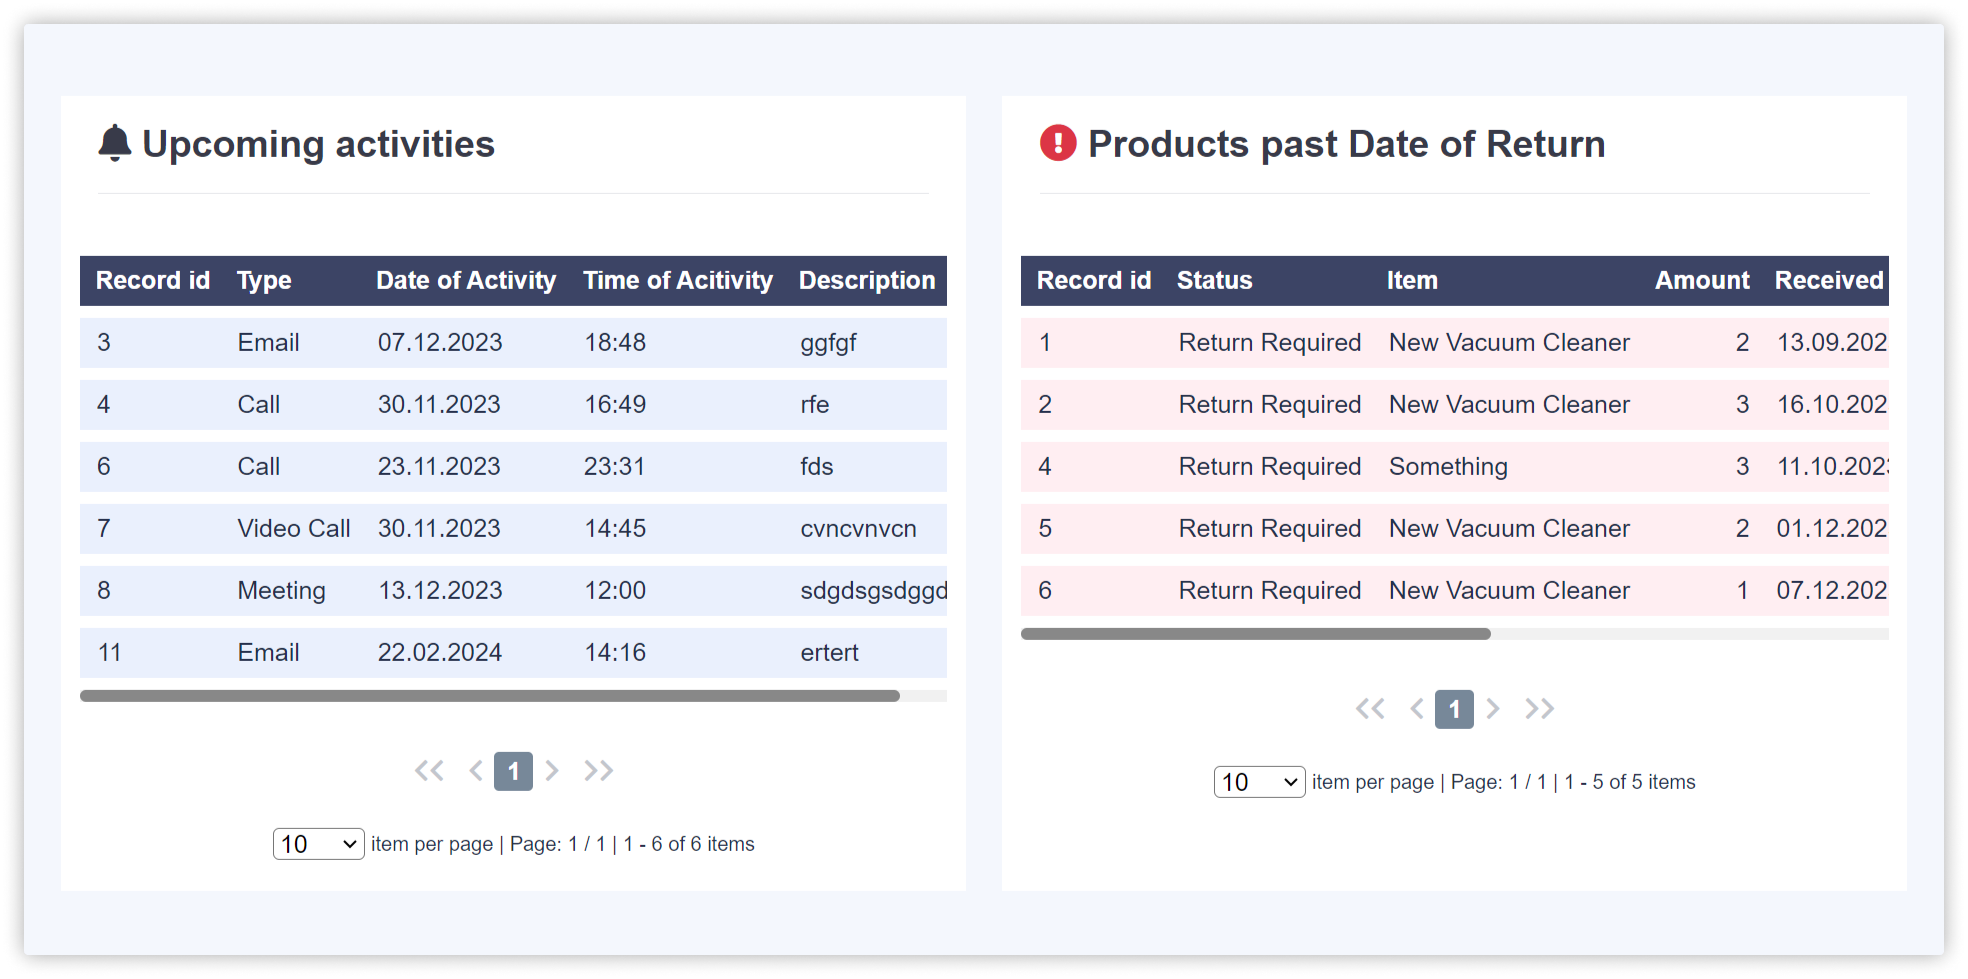 Upcoming activities
Record id Type Date of Activity Time of Acitivity Description
3 Email 07.12.2023 18:48 ggfgf
4 Call 30.11.2023 16:49 rfe
6 Call 23.11.2023 23:31 fds
7 Video Call 30.11.2023 14:45 cvncvnvcn
8 Meeting 13.12.2023 12:00 sdgdsgsdggd
11 Email 22.02.2024 14:16 ertert
<< < 1 > >>
10 item per page | Page: 1 / 1 | 1 - 6 of 6 items
Products past Date of Return
Record id Status Item Amount Received
1 Return Required New Vacuum Cleaner 2 13.09.202
2 Return Required New Vacuum Cleaner 3 16.10.202
4 Return Required Something 3 11.10.2023
5 Return Required New Vacuum Cleaner 2 01.12.202
6 Return Required New Vacuum Cleaner 1 07.12.202
<< < 1 > >>
10 item per page | Page: 1 / 1 | 1 - 5 of 5 items